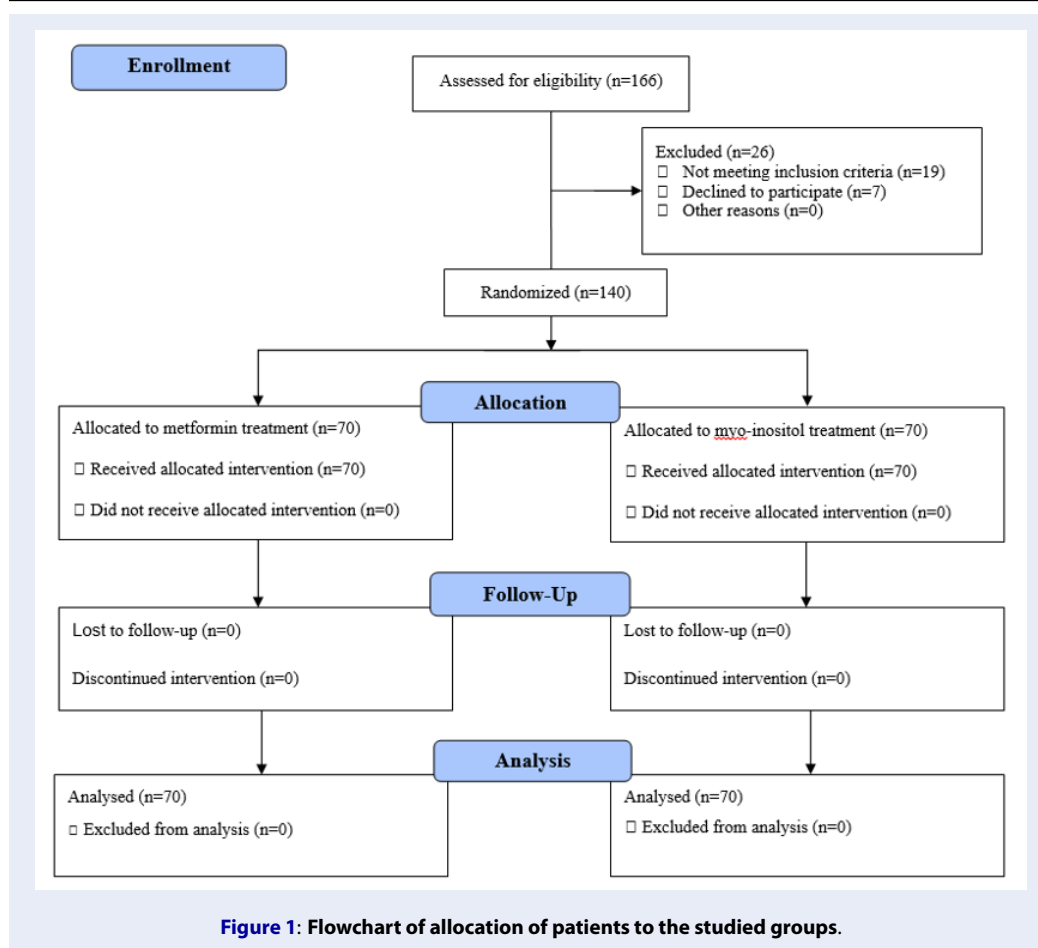 Enrollment
Assessed for eligibility (n=166)
Excluded (n=26)
□ Not meeting inclusion criteria (n=19)
□ Declined to participate (n=7)
□ Other reasons (n=0)
Randomized (n=140)
Allocation
Allocated to metformin treatment (n=70)
□ Received allocated intervention (n=70)
□ Did not receive allocated intervention (n=0)
Allocated to myo-inositol treatment (n=70)
□ Received allocated intervention (n=70)
□ Did not receive allocated intervention (n=0)
Follow-Up
Lost to follow-up (n=0)
Discontinued intervention (n=0)
Lost to follow-up (n=0)
Discontinued intervention (n=0)
Analysis
Analysed (n=70)
□ Excluded from analysis (n=0)
Analysed (n=70)
□ Excluded from analysis (n=0)
Figure 1: Flowchart of allocation of patients to the studied groups.